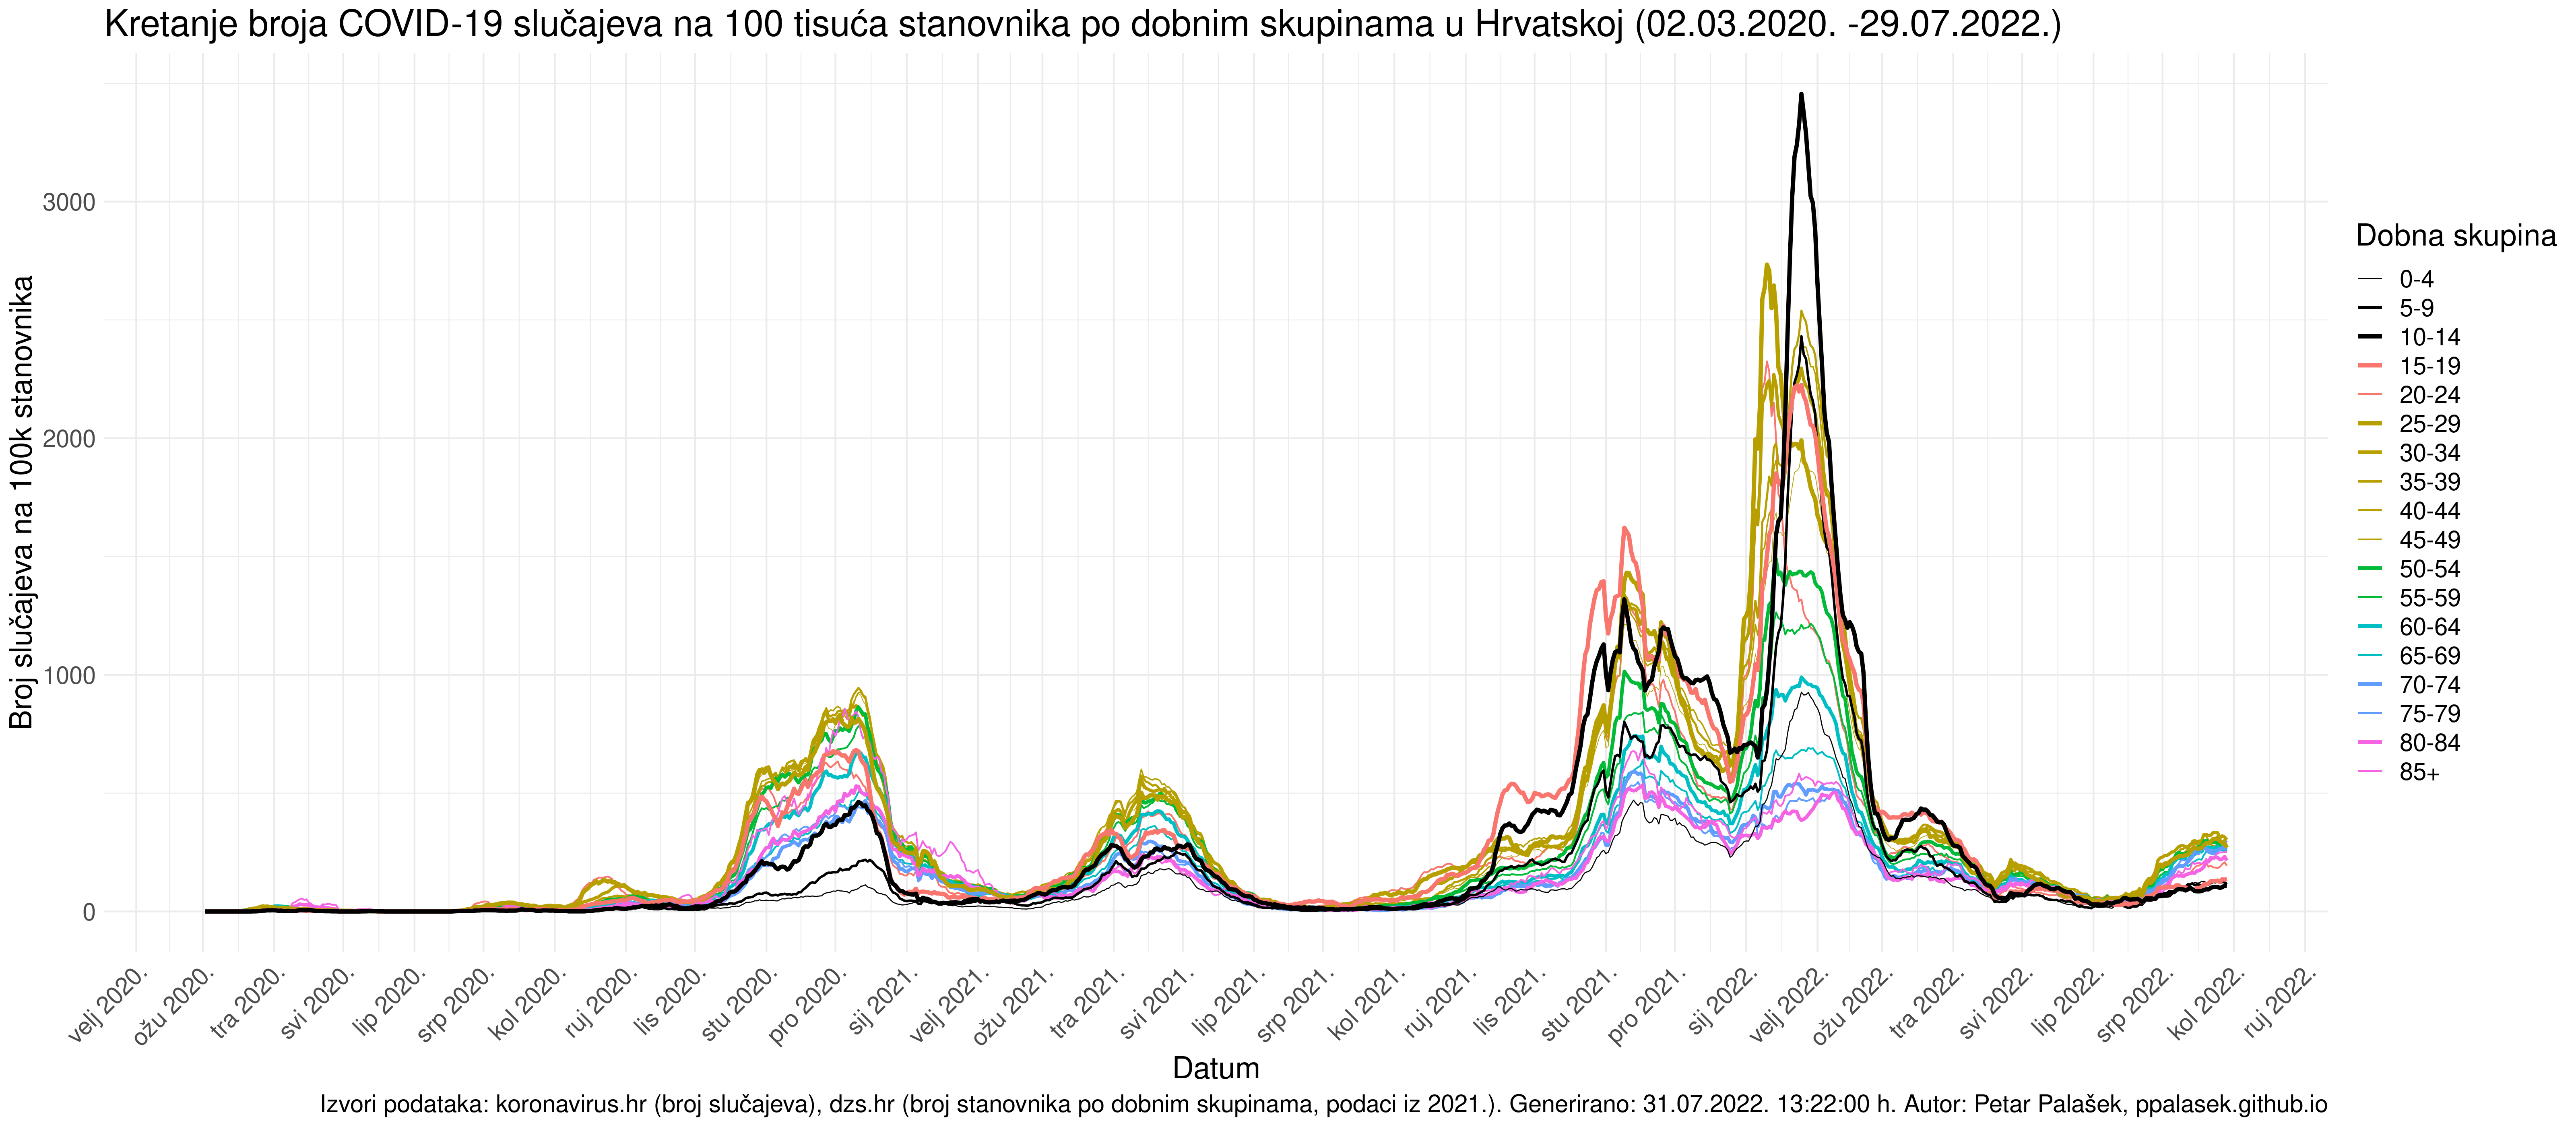 Kretanje broja COVID-19 slučajeva na 100 tisuća stanovnika po dobnim skupinama u Hrvatskoj (02.03.2020. -29.07.2022.)
Broj slučajeva na 100k stanovnika
3000
2000
1000
0
velj 2020.
ožu 2020.
tra 2020.
svi 2020.
lip 2020.
srp 2020.
kol 2020.
ruj 2020.
lis 2020.
stu 2020.
pro 2020.
sij 2021.
velj 2021.
ožu 2021.
tra 2021.
svi 2021.
lip 2021.
srp 2021.
kol 2021.
ruj 2021.
lis 2021.
stu 2021.
pro 2021.
sij 2022.
velj 2022.
ožu 2022.
tra 2022.
svi 2022.
lip 2022.
srp 2022.
kol 2022.
ruj 2022.
Datum
Dobna skupina
0-4
5-9
10-14
15-19
20-24
25-29
30-34
35-39
40-44
45-49
50-54
55-59
60-64
65-69
70-74
75-79
80-84
85+
Izvori podataka: koronavirus.hr (broj slučajeva), dzs.hr (broj stanovnika po dobnim skupinama, podaci iz 2021.). Generirano: 31.07.2022. 13:22:00 h. Autor: Petar Palašek, ppalasek.github.io